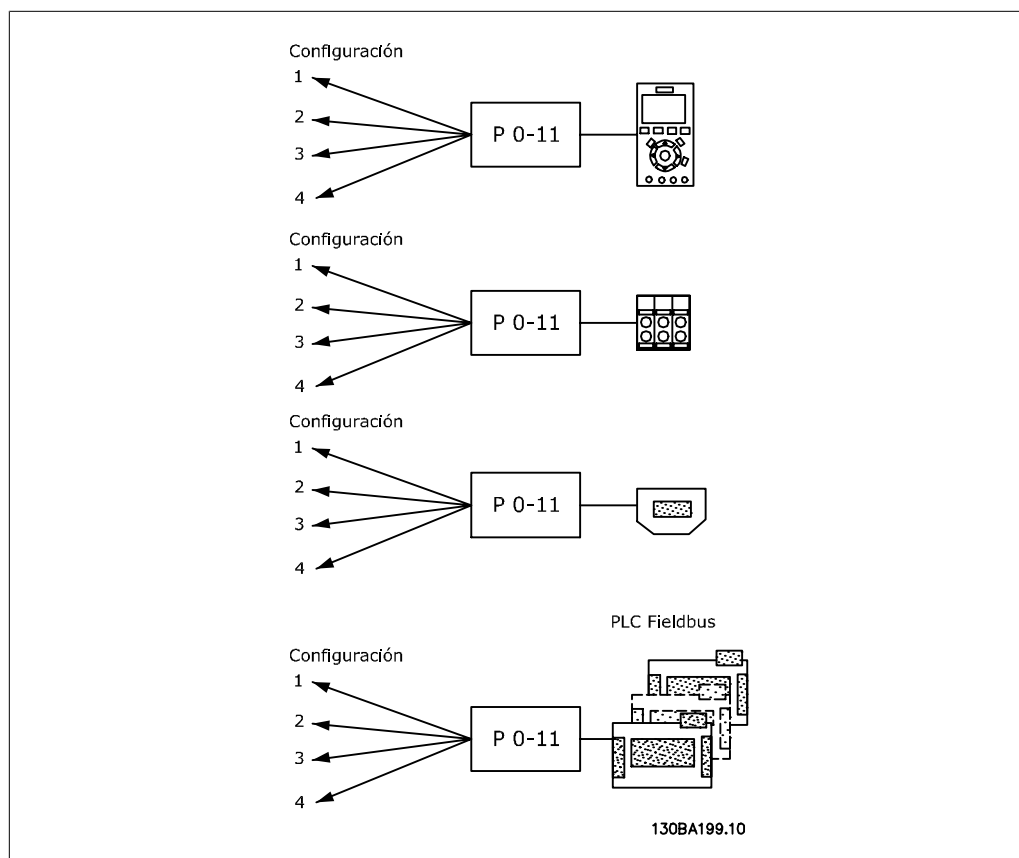 Configuración
1
2
3
4
P 0-11
Configuración
1
2
3
4
P 0-11
Configuración
1
2
3
4
P 0-11
PLC Fieldbus
Configuración
1
2
3
4
P 0-11
130BA199.10